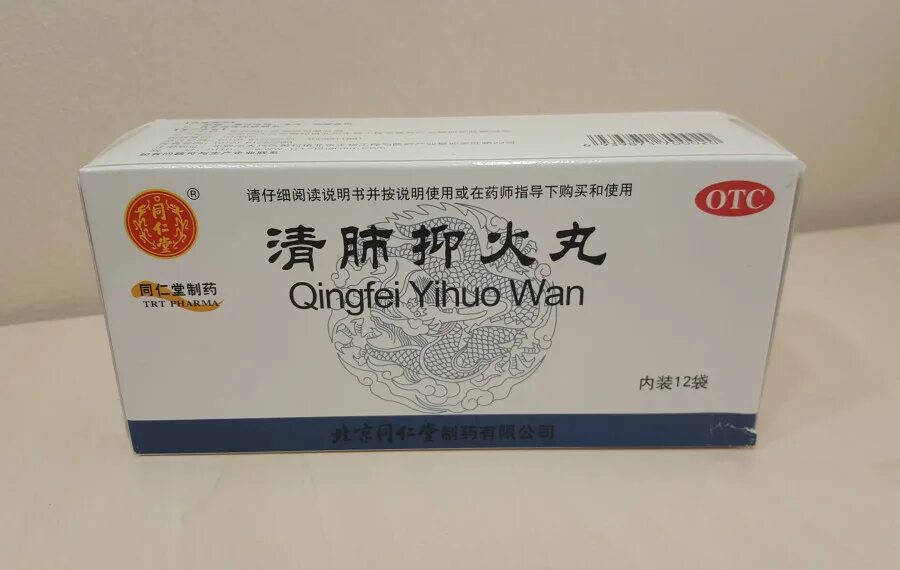 请仔细阅读说明书并按说明使用或在药师指导下购买和使用
OTC
同仁堂
®
清肺抑火丸
Qingfei Yihuo Wan
同仁堂制药
TRT PHARMA
内装12袋
北京同仁堂制药有限公司